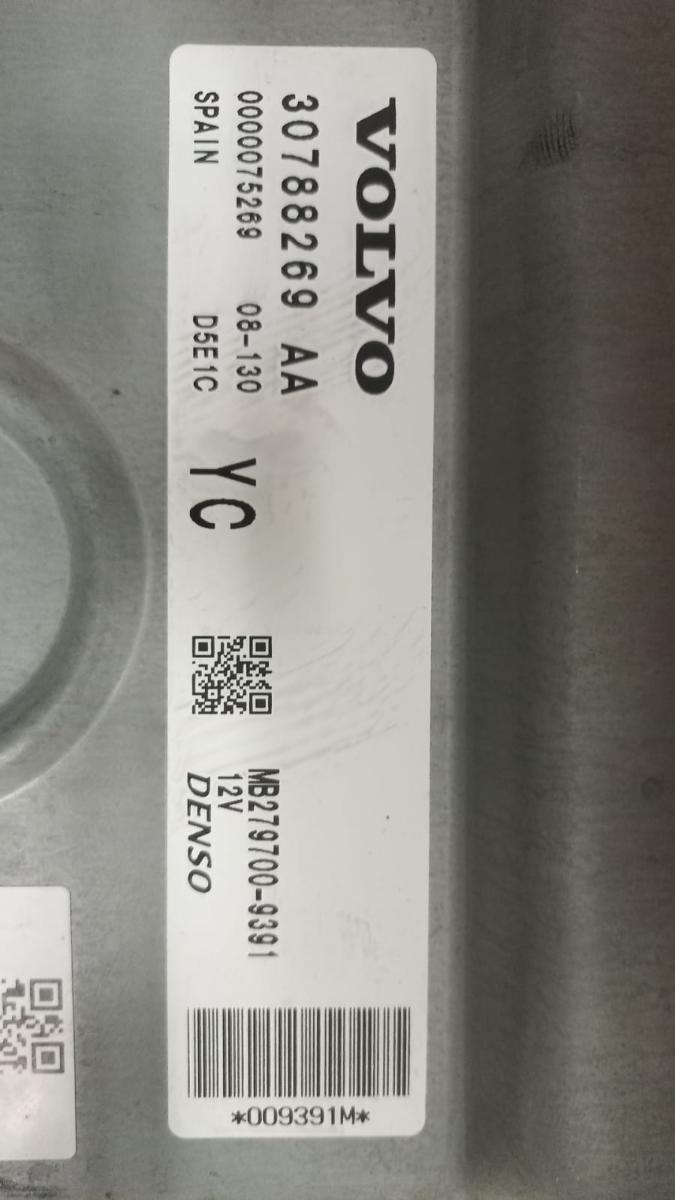 VOLVO
30788269 AA
0000075269 08-130
SPAIN D5E1C
YC
MB279700-9391
12V
DENSO
*009391M*